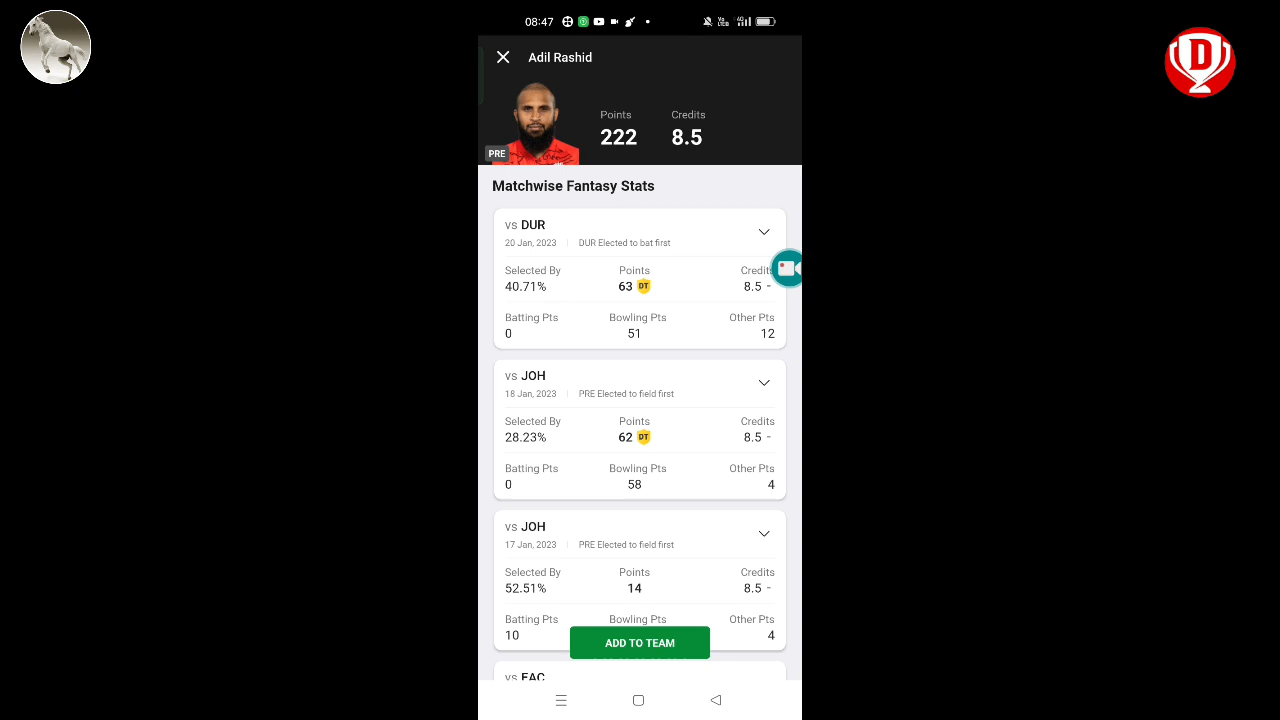 08:47
Adil Rashid
Points Credits
222 8.5
PRE
Matchwise Fantasy Stats
vs DUR
20 Jan, 2023 DUR Elected to bat first
Selected By Points Credits
40.71% 63 DT 8.5 -
Batting Pts Bowling Pts Other Pts
0 51 12
vs JOH
18 Jan, 2023 PRE Elected to field first
Selected By Points Credits
28.23% 62 DT 8.5 -
Batting Pts Bowling Pts Other Pts
0 58 4
vs JOH
17 Jan, 2023 PRE Elected to field first
Selected By Points Credits
52.51% 14 8.5 -
Batting Pts Bowling Pts Other Pts
10 4
ADD TO TEAM
vs EAC
D